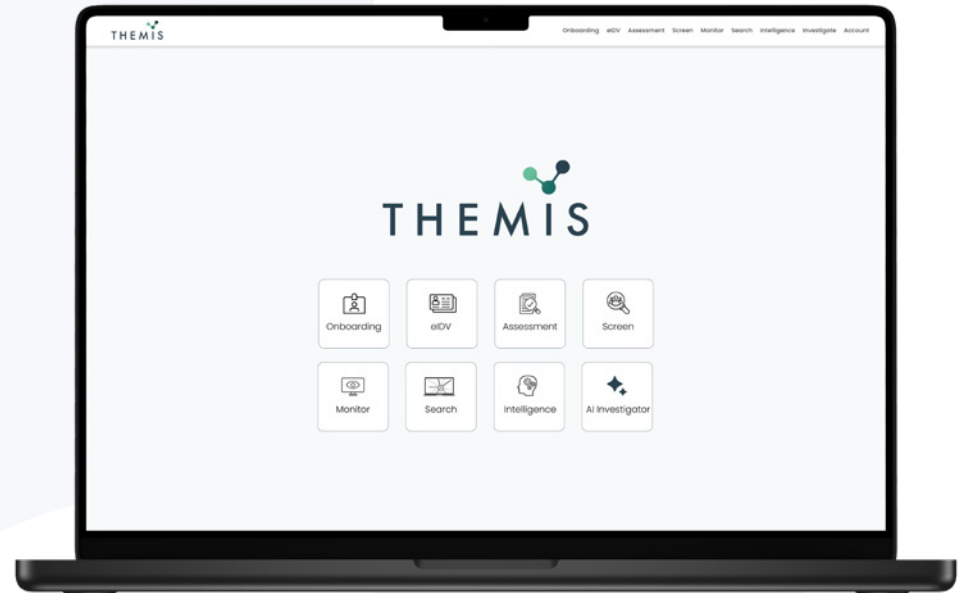 THEMIS
Onboarding eIDV Assessment Screen Monitor Search Intelligence Investigate Account
THEMIS
Onboarding eIDV Assessment Screen
Monitor Search Intelligence AI Investigator